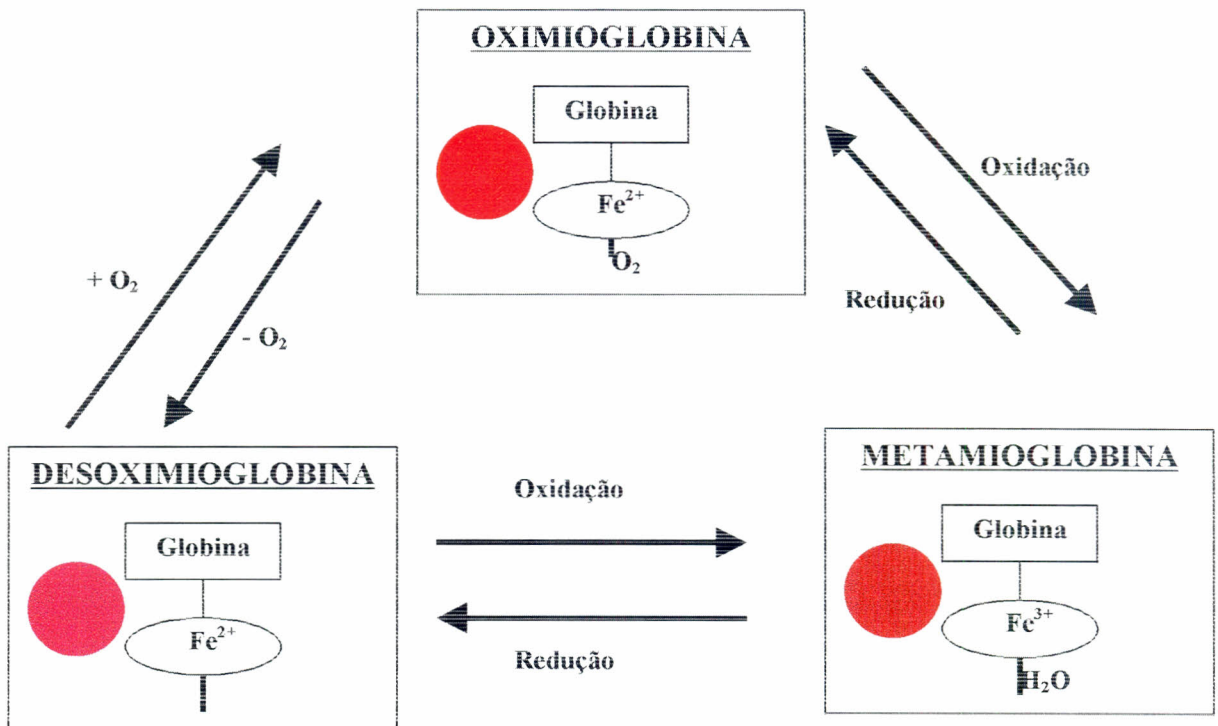 OXIMIOGLOBINA
Globina
Fe²⁺
O₂
Oxidação
Redução
+ O₂
- O₂
DESOXIMIOGLOBINA
Globina
Fe²⁺
Oxidação
Redução
METAMIOGLOBINA
Globina
Fe³⁺
H₂O